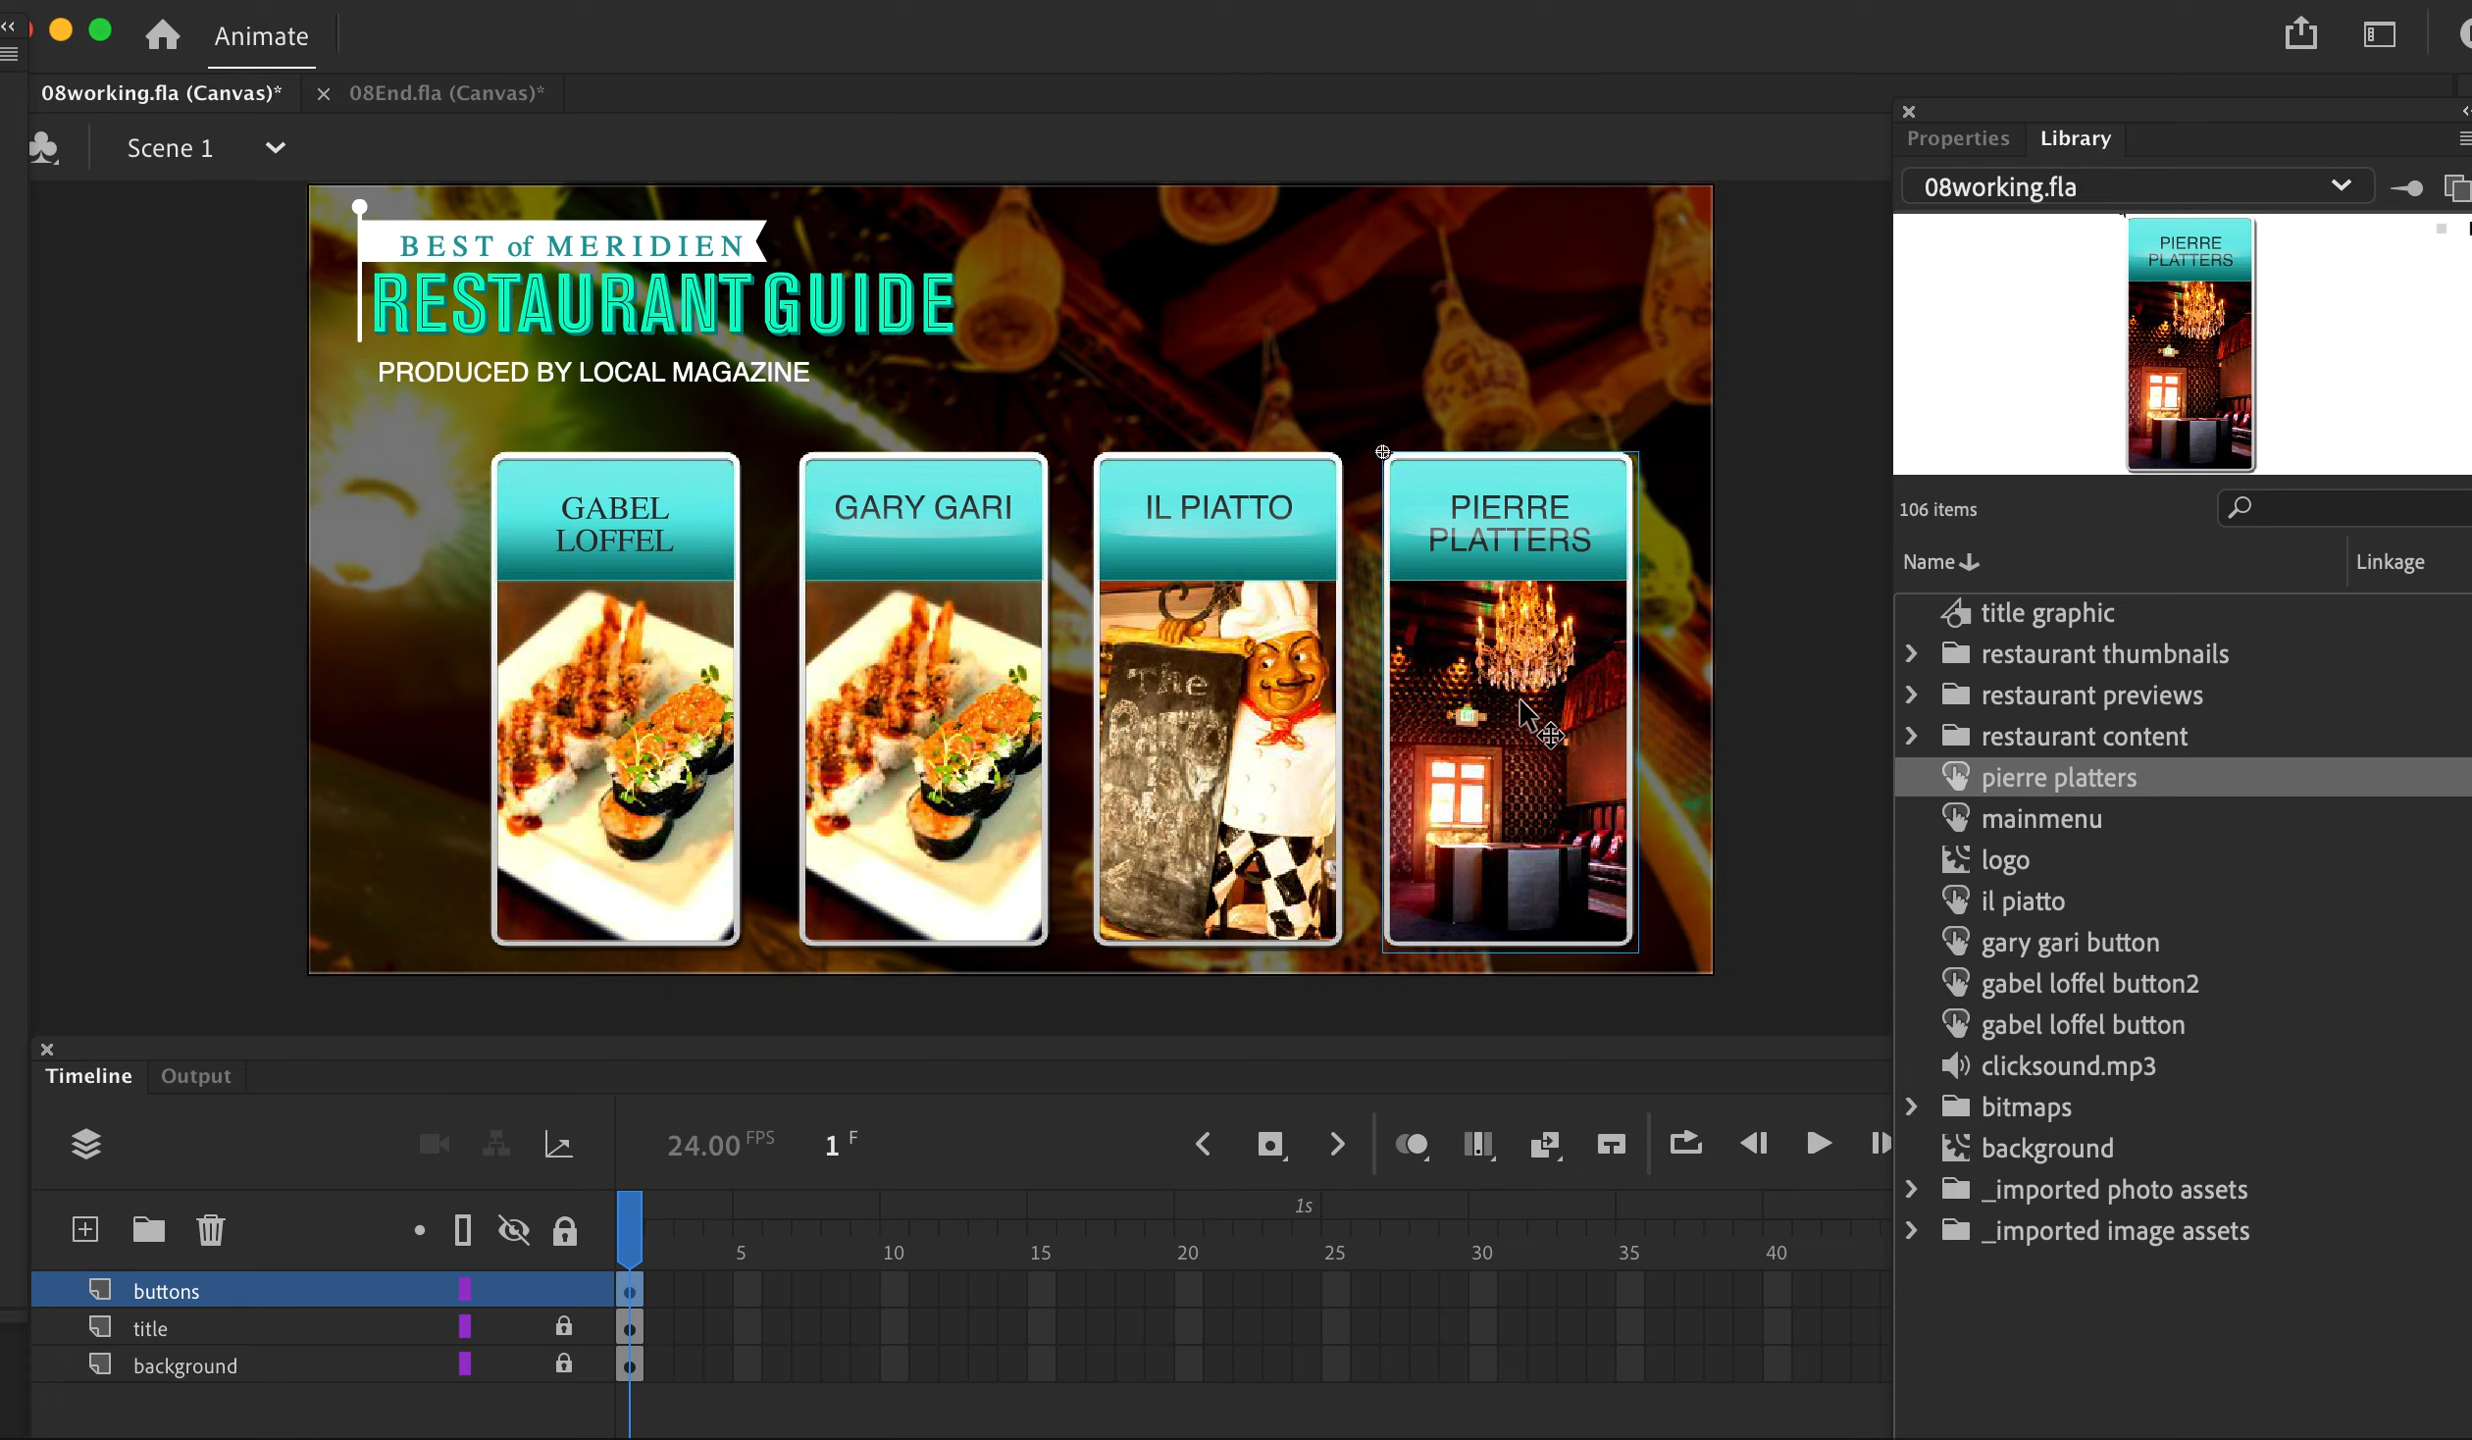 Animate
08working.fla (Canvas)*
08End.fla (Canvas)*
Scene 1
BEST of MERIDIEN
RESTAURANT GUIDE
PRODUCED BY LOCAL MAGAZINE
GABEL
LOFFEL
GARY GARI
IL PIATTO
PIERRE
PLATTERS
The
Properties
Library
08working.fla
PIERRE
PLATTERS
106 items
Name
Linkage
title graphic
restaurant thumbnails
restaurant previews
restaurant content
pierre platters
mainmenu
logo
il piatto
gary gari button
gabel loffel button2
gabel loffel button
clicksound.mp3
bitmaps
background
_imported photo assets
_imported image assets
Timeline
Output
24.00 FPS
1 F
1s
5 10 15 20 25 30 35 40
buttons
title
background